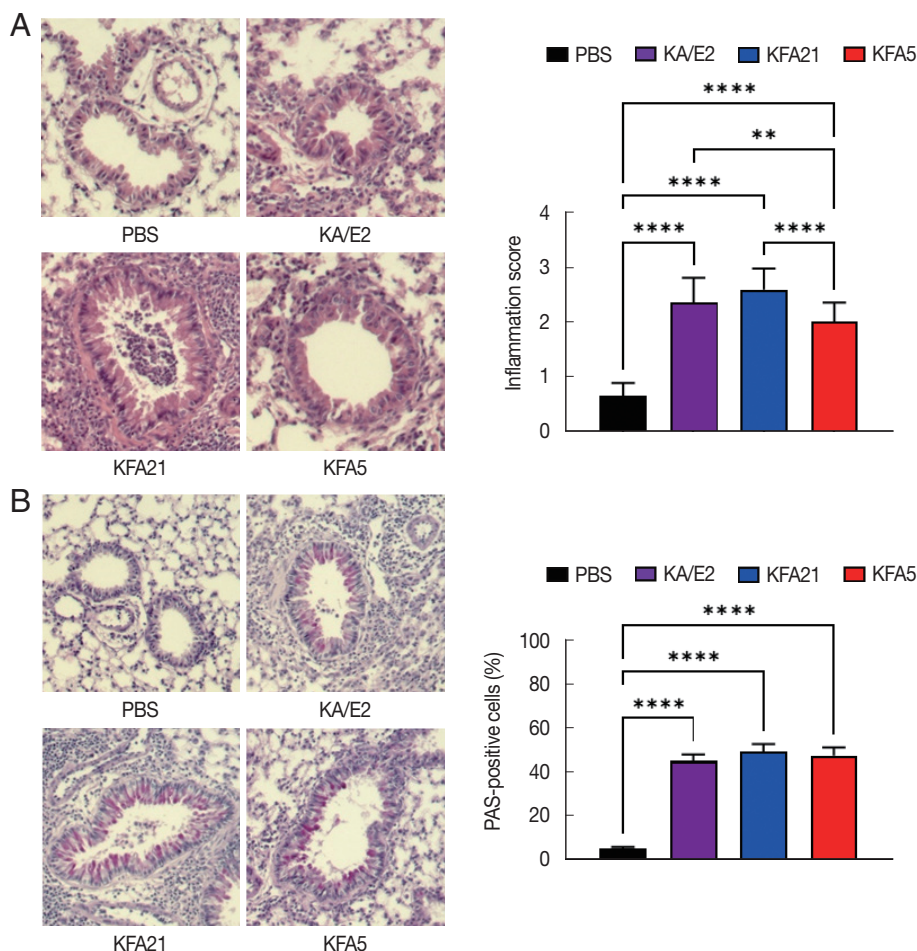 A
PBS
KA/E2
KFA21
KFA5
PBS KA/E2 KFA21 KFA5
****
**
****
**** ****
Inflammation score
4
3
2
1
0
B
PBS
KA/E2
KFA21
KFA5
PBS KA/E2 KFA21 KFA5
****
****
****
PAS-positive cells (%)
100
80
60
40
20
0